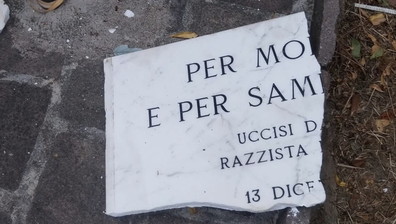 PER MO
E PER SAM
UCCISI D
RAZZISTA
13 DICE